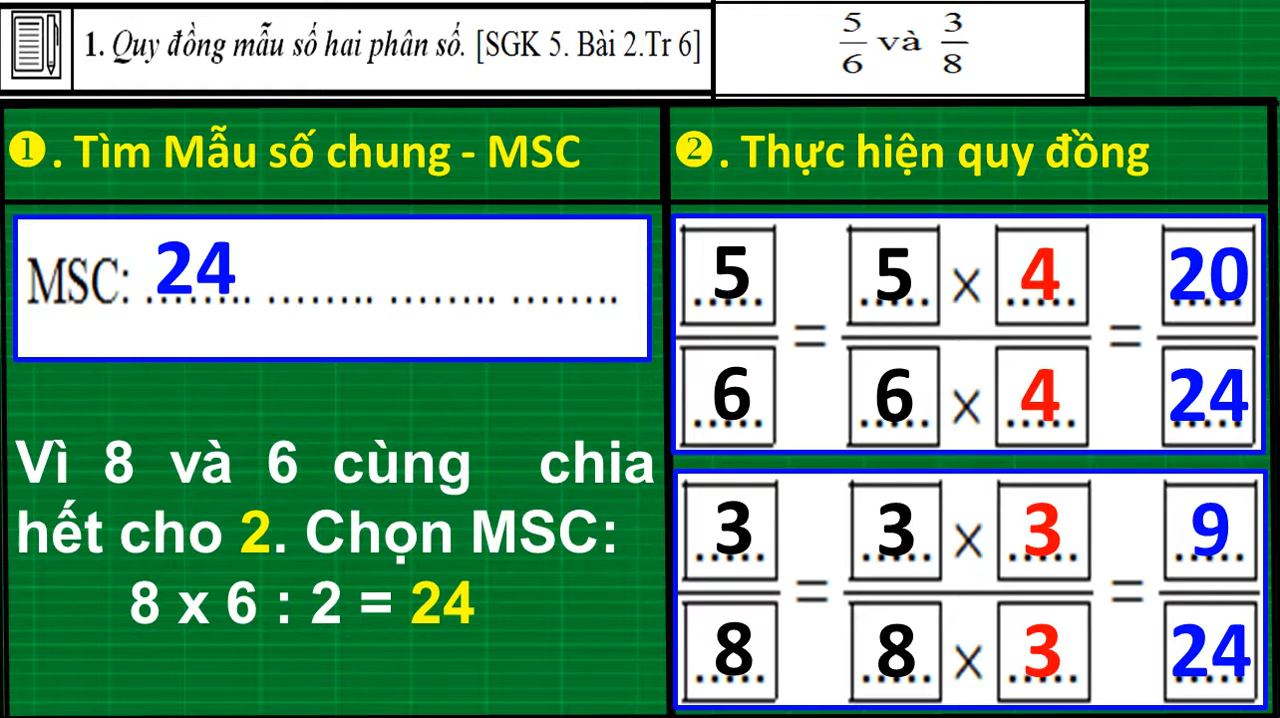 1. Quy đồng mẫu số hai phân số. [SGK 5. Bài 2.Tr 6]
5/6 và 3/8
❶. Tìm Mẫu số chung - MSC
MSC: 24 ........ ........ ........ ........
Vì 8 và 6 cùng chia
hết cho 2. Chọn MSC:
8 x 6 : 2 = 24
❷. Thực hiện quy đồng
5 = 5 × 4 = 20
6 6 × 4 24
3 = 3 × 3 = 9
8 8 × 3 24